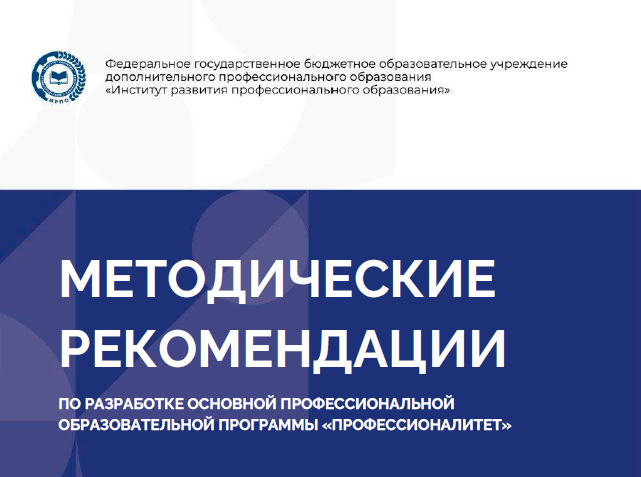 Федеральное государственное бюджетное образовательное учреждение
дополнительного профессионального образования
«Институт развития профессионального образования»
ИРПО
МЕТОДИЧЕСКИЕ
РЕКОМЕНДАЦИИ
ПО РАЗРАБОТКЕ ОСНОВНОЙ ПРОФЕССИОНАЛЬНОЙ
ОБРАЗОВАТЕЛЬНОЙ ПРОГРАММЫ «ПРОФЕССИОНАЛИТЕТ»